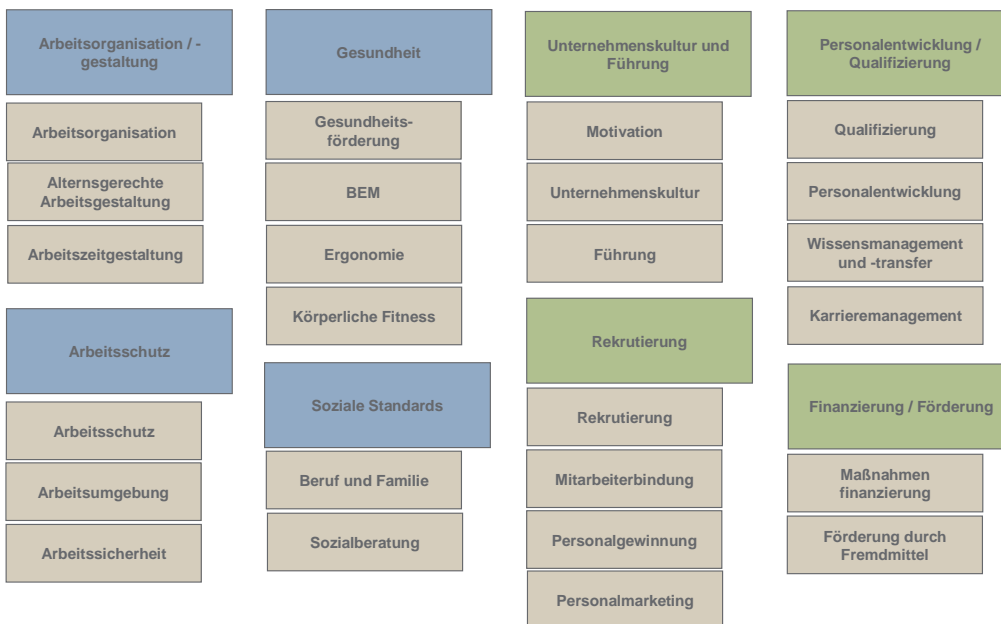 Arbeitsorganisation / -
gestaltung
Arbeitsorganisation
Alternsgerechte
Arbeitsgestaltung
Arbeitszeitgestaltung
Arbeitsschutz
Arbeitsschutz
Arbeitsumgebung
Arbeitssicherheit
Gesundheit
Gesundheits-
förderung
BEM
Ergonomie
Körperliche Fitness
Soziale Standards
Beruf und Familie
Sozialberatung
Unternehmenskultur und
Führung
Motivation
Unternehmenskultur
Führung
Rekrutierung
Rekrutierung
Mitarbeiterbindung
Personalgewinnung
Personalmarketing
Personalentwicklung /
Qualifizierung
Qualifizierung
Personalentwicklung
Wissensmanagement
und -transfer
Karrieremanagement
Finanzierung / Förderung
Maßnahmen
finanzierung
Förderung durch
Fremdmittel